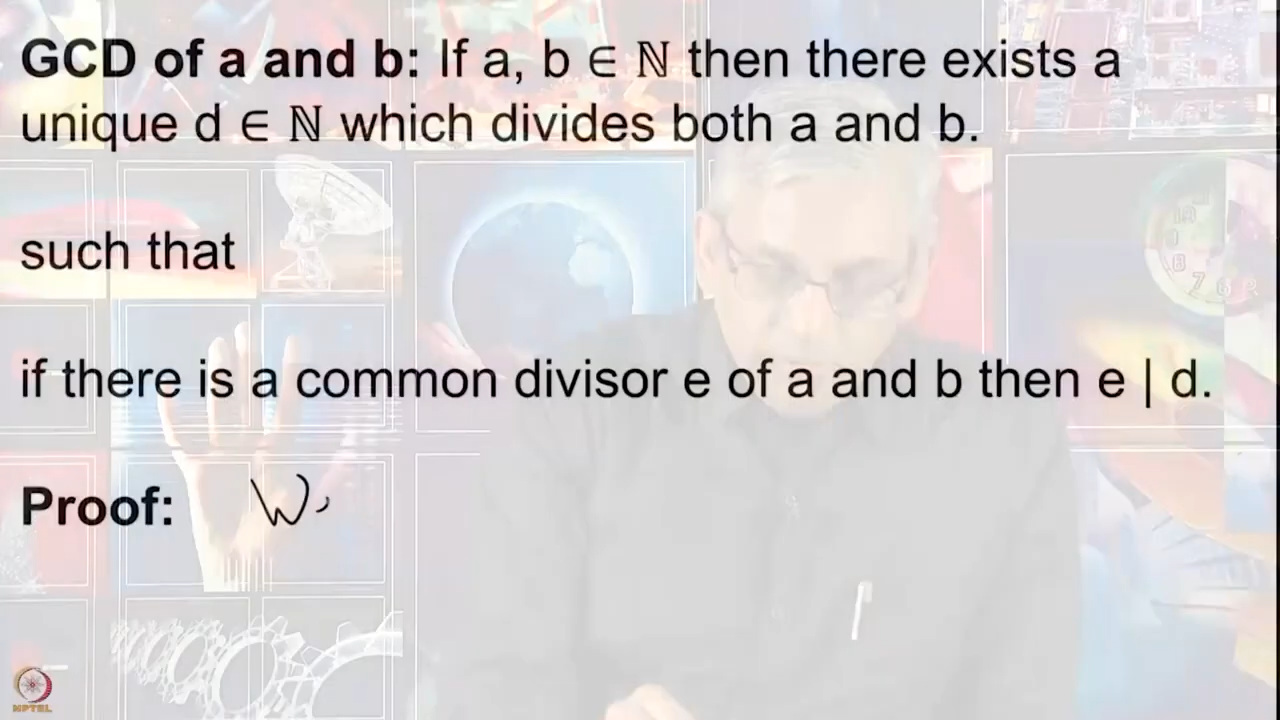 GCD of a and b: If a, b ∈ ℕ then there exists a
unique d ∈ ℕ which divides both a and b.
such that
if there is a common divisor e of a and b then e | d.
Proof: W
NPTEL